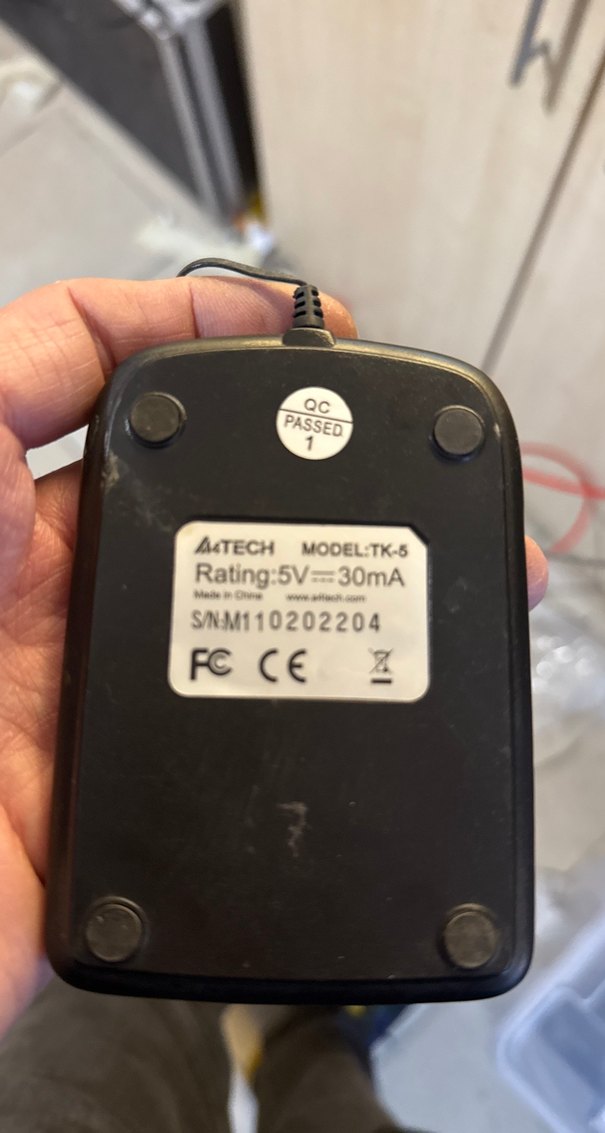 QC
PASSED
1
A4TECH MODEL:TK-5
Rating:5V⎓30mA
Made in China www.a4tech.com
S/N:M110202204
FC CE